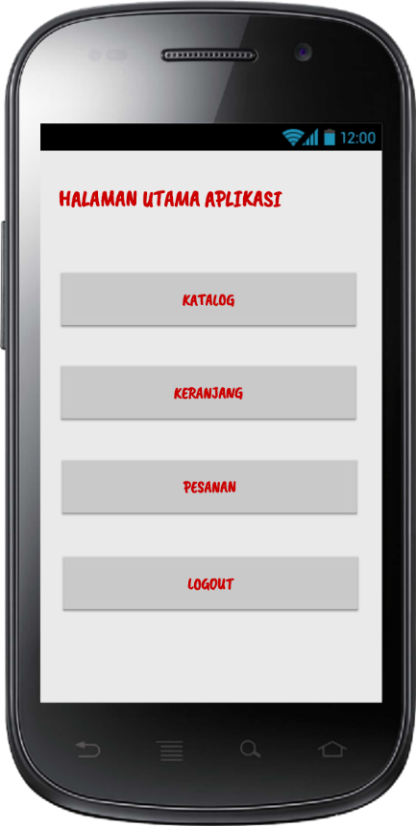 12:00
HALAMAN UTAMA APLIKASI
KATALOG
KERANJANG
PESANAN
LOGOUT